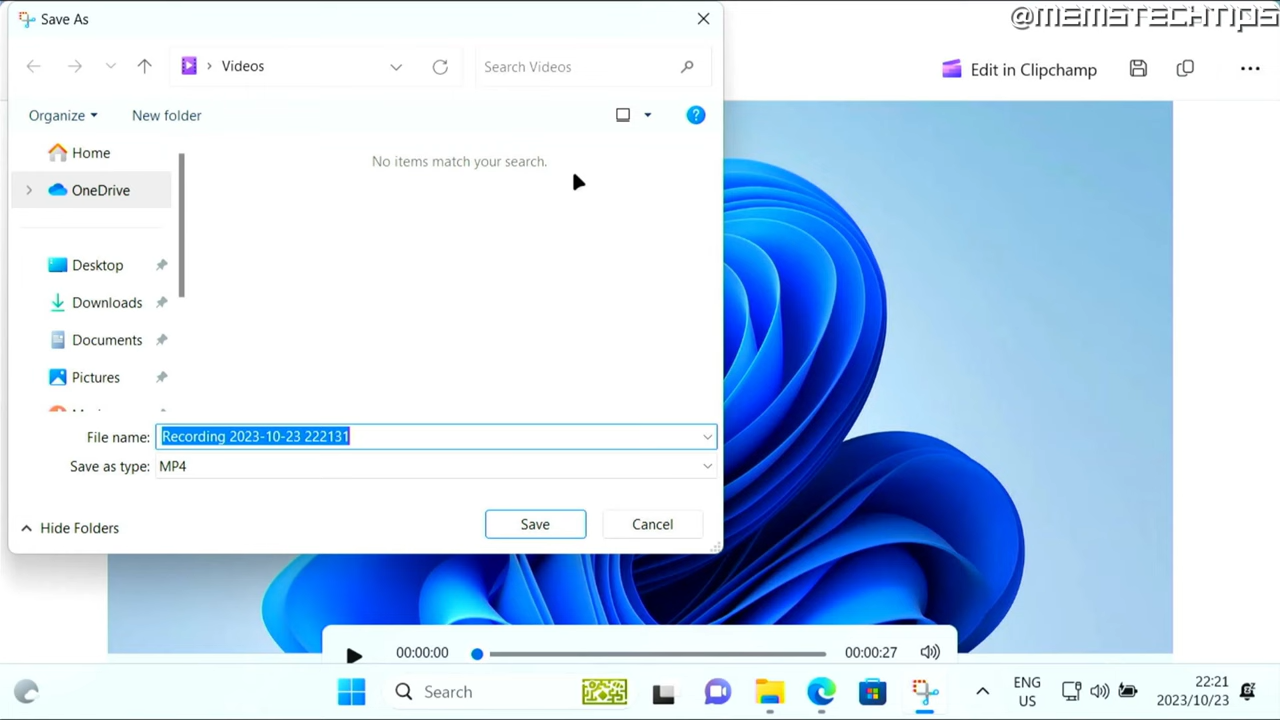 Save As
@MEMSTECHTIPS
Videos
Search Videos
Edit in Clipchamp
Organize
New folder
Home
No items match your search.
OneDrive
Desktop
Downloads
Documents
Pictures
File name: Recording 2023-10-23 222131
Save as type: MP4
Hide Folders
Save
Cancel
00:00:00
00:00:27
Search
ENG
US
22:21
2023/10/23